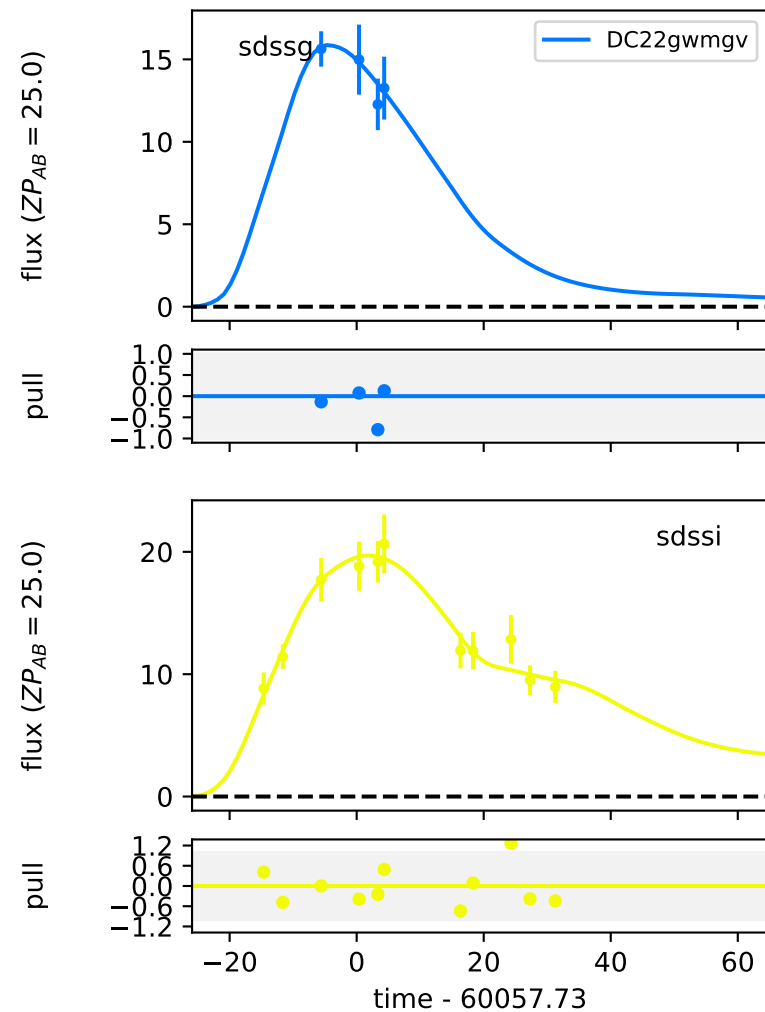 sdssg
DC22gwmgv
flux (ZP_AB = 25.0)
15
10
5
0
pull
1.0
0.5
0.0
−0.5
−1.0
sdssi
flux (ZP_AB = 25.0)
20
10
0
pull
1.2
0.6
0.0
−0.6
−1.2
−20 0 20 40 60
time - 60057.73